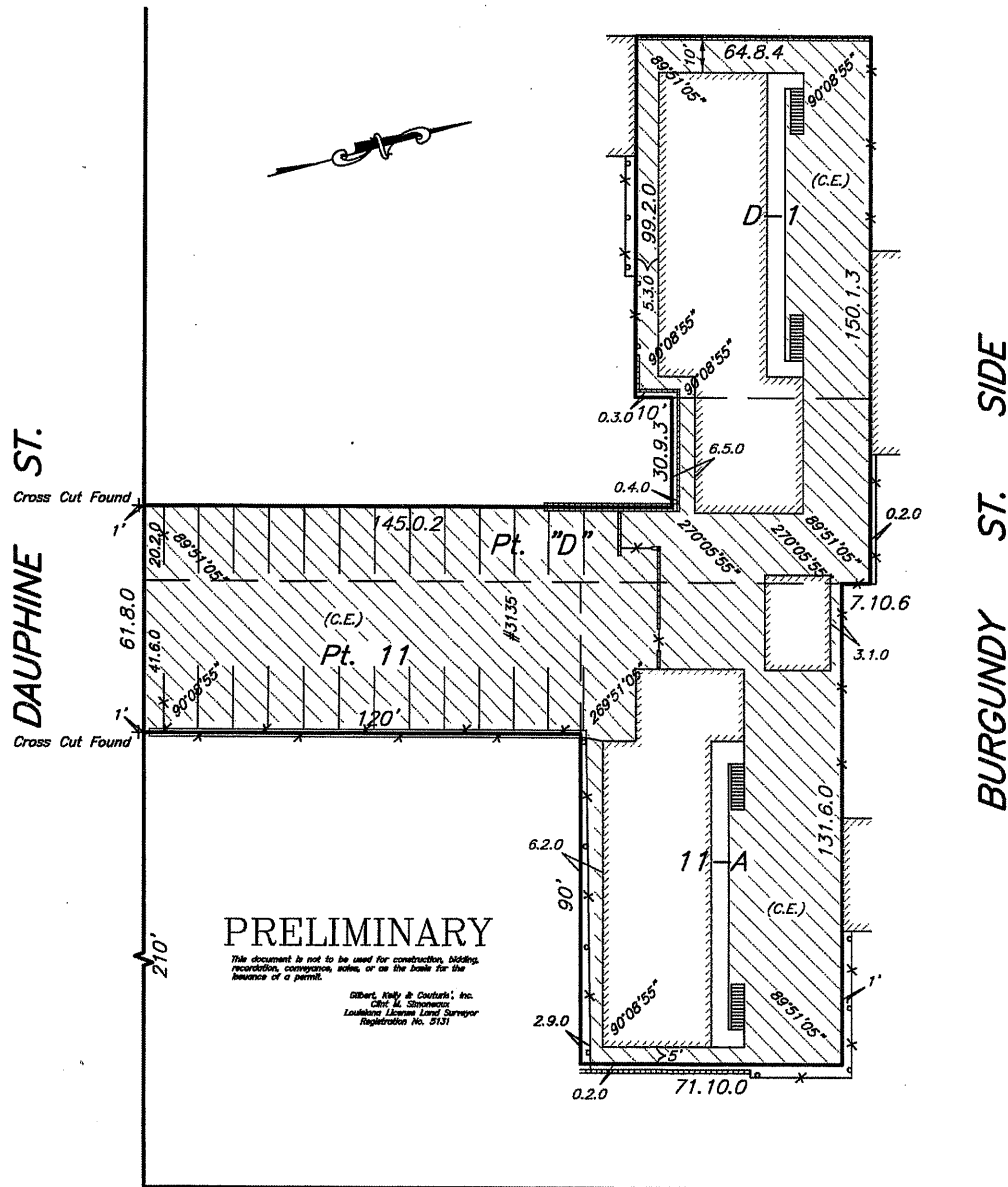 64.8.4
10'
89°51'05"
90°08'55"
(C.E.)
D-1
99.2.0
5.3.0
150.1.3
90°08'55"
90°08'55"
0.3.0
10'
30.9.3
6.5.0
0.4.0
DAUPHINE ST.
BURGUNDY ST. SIDE
Cross Cut Found
1'
145.0.2
Pt. "D"
20.2.0
89°51'05"
270°05'55"
270°05'55"
89°51'05"
0.2.0
7.10.6
61.8.0
(C.E.)
#3135
Pt. 11
3.1.0
41.6.0
90°08'55"
269°51'05"
120'
1'
Cross Cut Found
131.6.0
6.2.0
11-A
90'
(C.E.)
210'
PRELIMINARY
This document is not to be used for construction, bidding,
recordation, conveyance, sales, or as the basis for the
issuance of a permit.
Gilbert, Kelly & Couturie', Inc.
Clint M. Simoneaux
Louisiana License Land Surveyor
Registration No. 5131
90°08'55"
89°51'05"
1'
2.9.0
5'
0.2.0
71.10.0